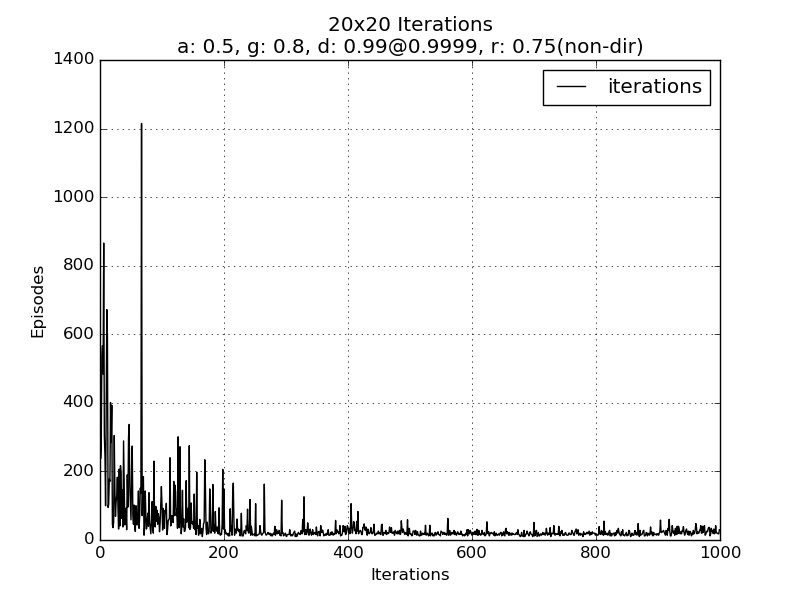 20x20 Iterations
a: 0.5, g: 0.8, d: 0.99@0.9999, r: 0.75(non-dir)
iterations
1400
1200
1000
800
600
400
200
0
Episodes
0 200 400 600 800 1000
Iterations